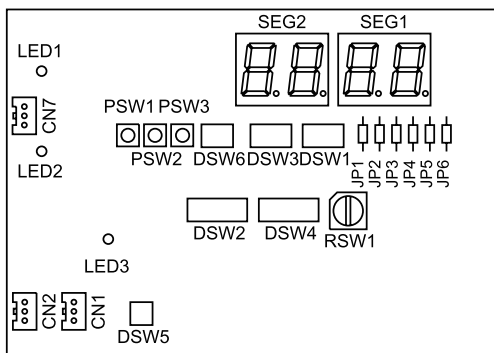 SEG2 SEG1
LED1
CN7
PSW1 PSW3
PSW2 DSW6 DSW3 DSW1
JP1 JP2 JP3 JP4 JP5 JP6
LED2
DSW2 DSW4 RSW1
LED3
CN2 CN1
DSW5